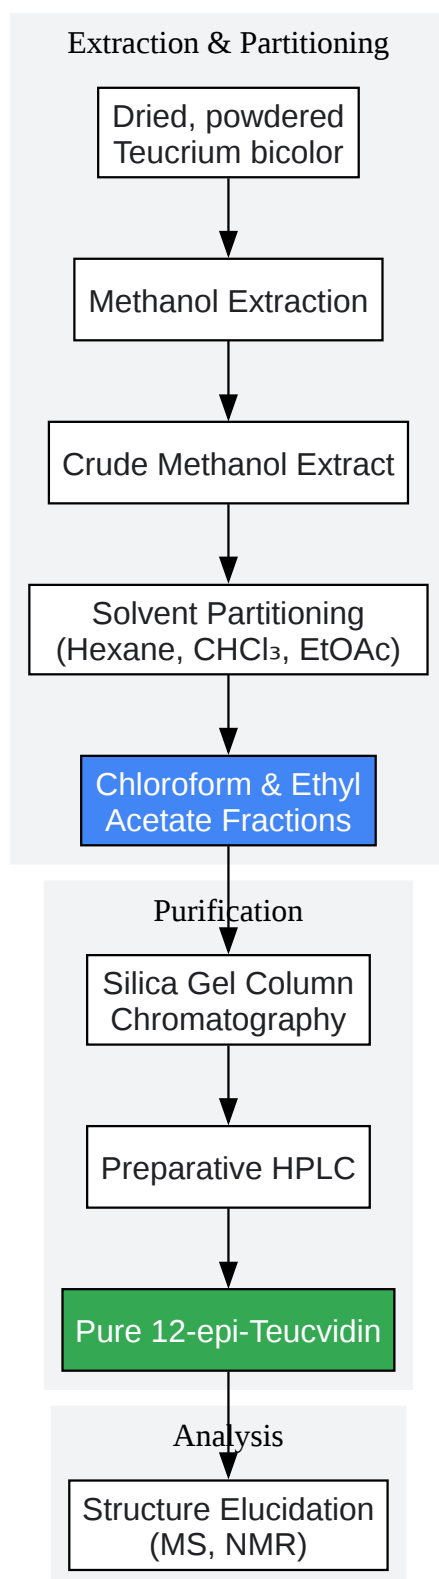 Extraction & Partitioning
Dried, powdered
Teucrium bicolor
Methanol Extraction
Crude Methanol Extract
Solvent Partitioning
(Hexane, CHCl₃, EtOAc)
Chloroform & Ethyl
Acetate Fractions
Purification
Silica Gel Column
Chromatography
Preparative HPLC
Pure 12-epi-Teucvidin
Analysis
Structure Elucidation
(MS, NMR)